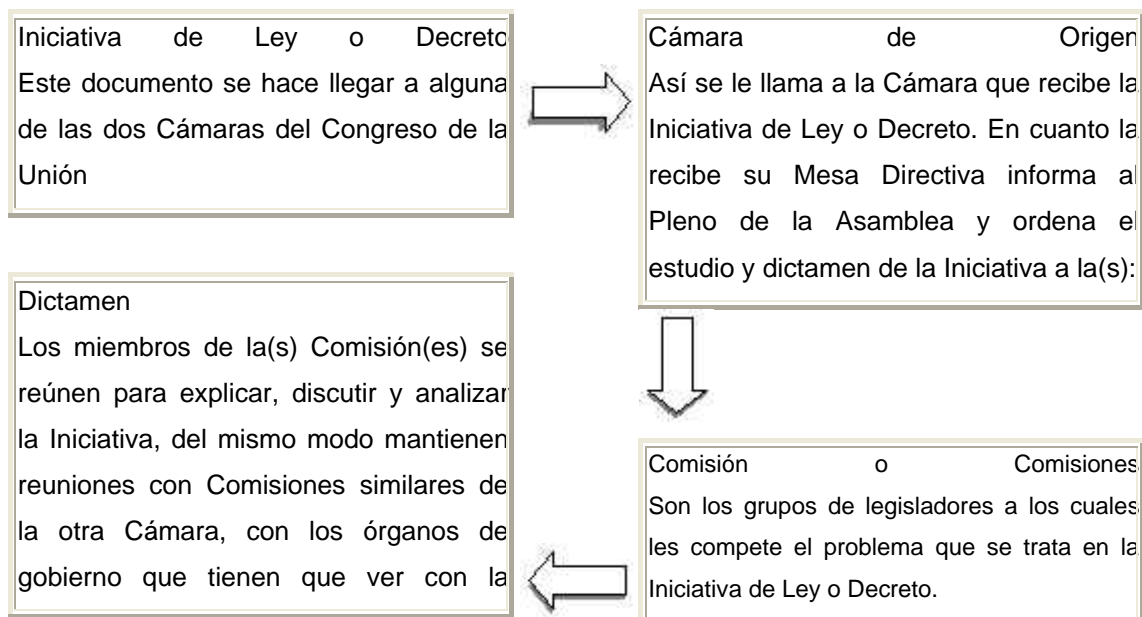 Iniciativa de Ley o Decreto
Este documento se hace llegar a alguna
de las dos Cámaras del Congreso de la
Unión
Cámara de Origen
Así se le llama a la Cámara que recibe la
Iniciativa de Ley o Decreto. En cuanto la
recibe su Mesa Directiva informa al
Pleno de la Asamblea y ordena el
estudio y dictamen de la Iniciativa a la(s):
Comisión o Comisiones
Son los grupos de legisladores a los cuales
les compete el problema que se trata en la
Iniciativa de Ley o Decreto.
Dictamen
Los miembros de la(s) Comisión(es) se
reúnen para explicar, discutir y analizar
la Iniciativa, del mismo modo mantienen
reuniones con Comisiones similares de
la otra Cámara, con los órganos de
gobierno que tienen que ver con la